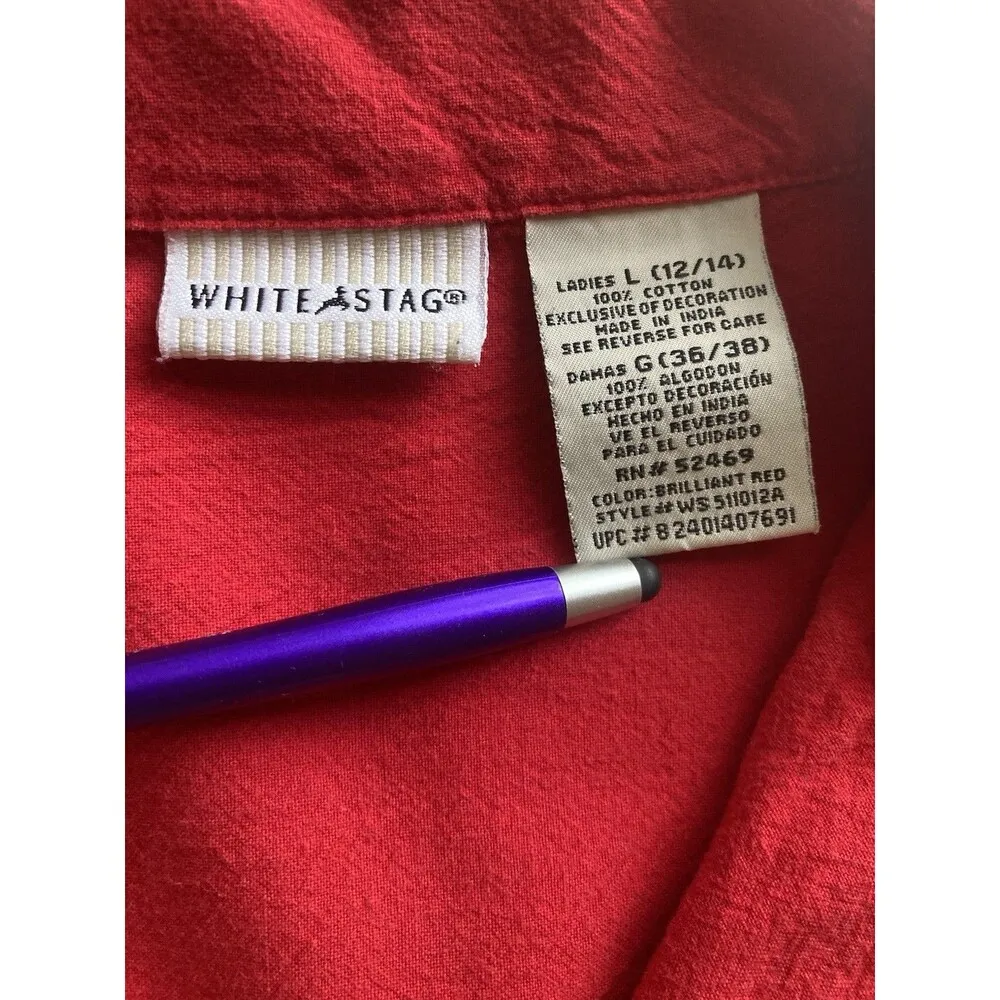 WHITE STAG®
LADIES L (12/14)
100% COTTON
EXCLUSIVE OF DECORATION
MADE IN INDIA
SEE REVERSE FOR CARE
DAMAS G (36/38)
100% ALGODON
EXCEPTO DECORACIÓN
HECHO EN INDIA
VE EL REVERSO
PARA EL CUIDADO
RN# 52469
COLOR:BRILLIANT RED
STYLE# WS 511012A
UPC # 82401407691